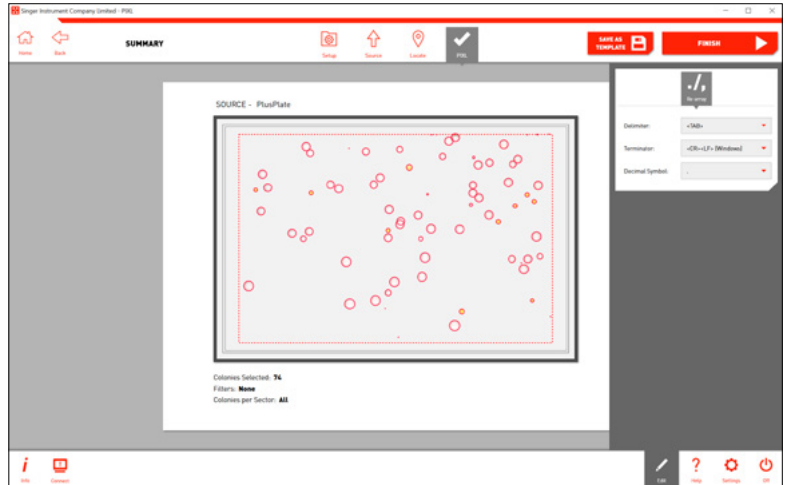 Singer Instrument Company Limited - PIXL
Home
Back
SUMMARY
Setup
Source
Locate
PIXL
SAVE AS
TEMPLATE
FINISH
SOURCE - PlusPlate
Colonies Selected: 74
Filters: None
Colonies per Sector: All
Re-array
Delimiter: <TAB>
Terminator: <CR><LF> (Windows)
Decimal Symbol: .
Info
Connect
Edit
Help
Settings
Off